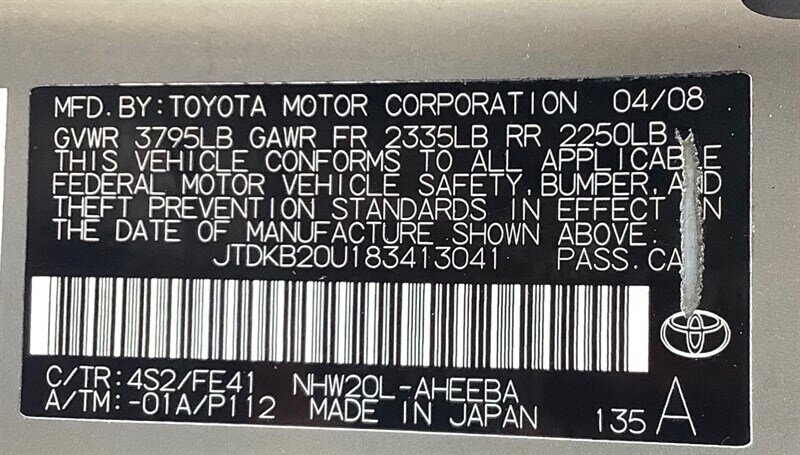 MFD. BY: TOYOTA MOTOR CORPORATION 04/08
GVWR 3795LB GAWR FR 2335LB RR 2250LB
THIS VEHICLE CONFORMS TO ALL APPLICABLE
FEDERAL MOTOR VEHICLE SAFETY, BUMPER, AND
THEFT PREVENTION STANDARDS IN EFFECT ON
THE DATE OF MANUFACTURE SHOWN ABOVE.
JTDKB20U183413041 PASS.CA
C/TR: 4S2/FE41 NHW20L-AHEEBA
A/TM: -01A/P112 MADE IN JAPAN 135 A